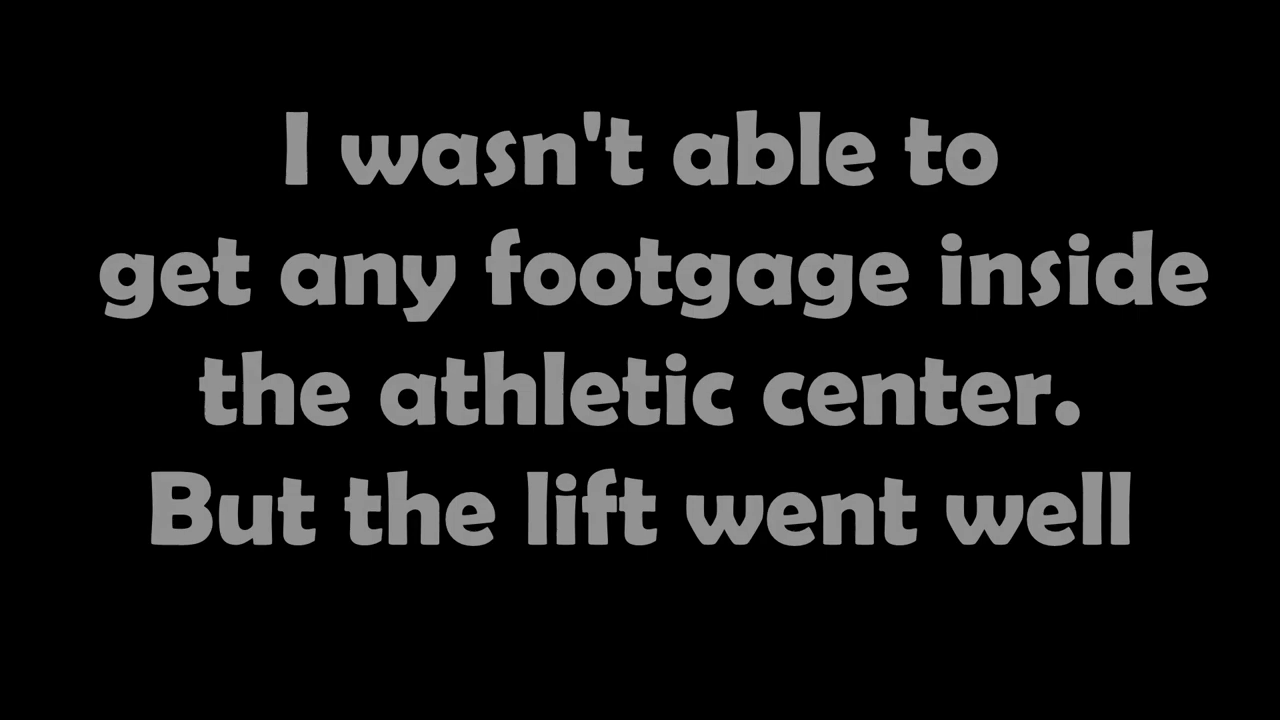 I wasn't able to
get any footgage inside
the athletic center.
But the lift went well